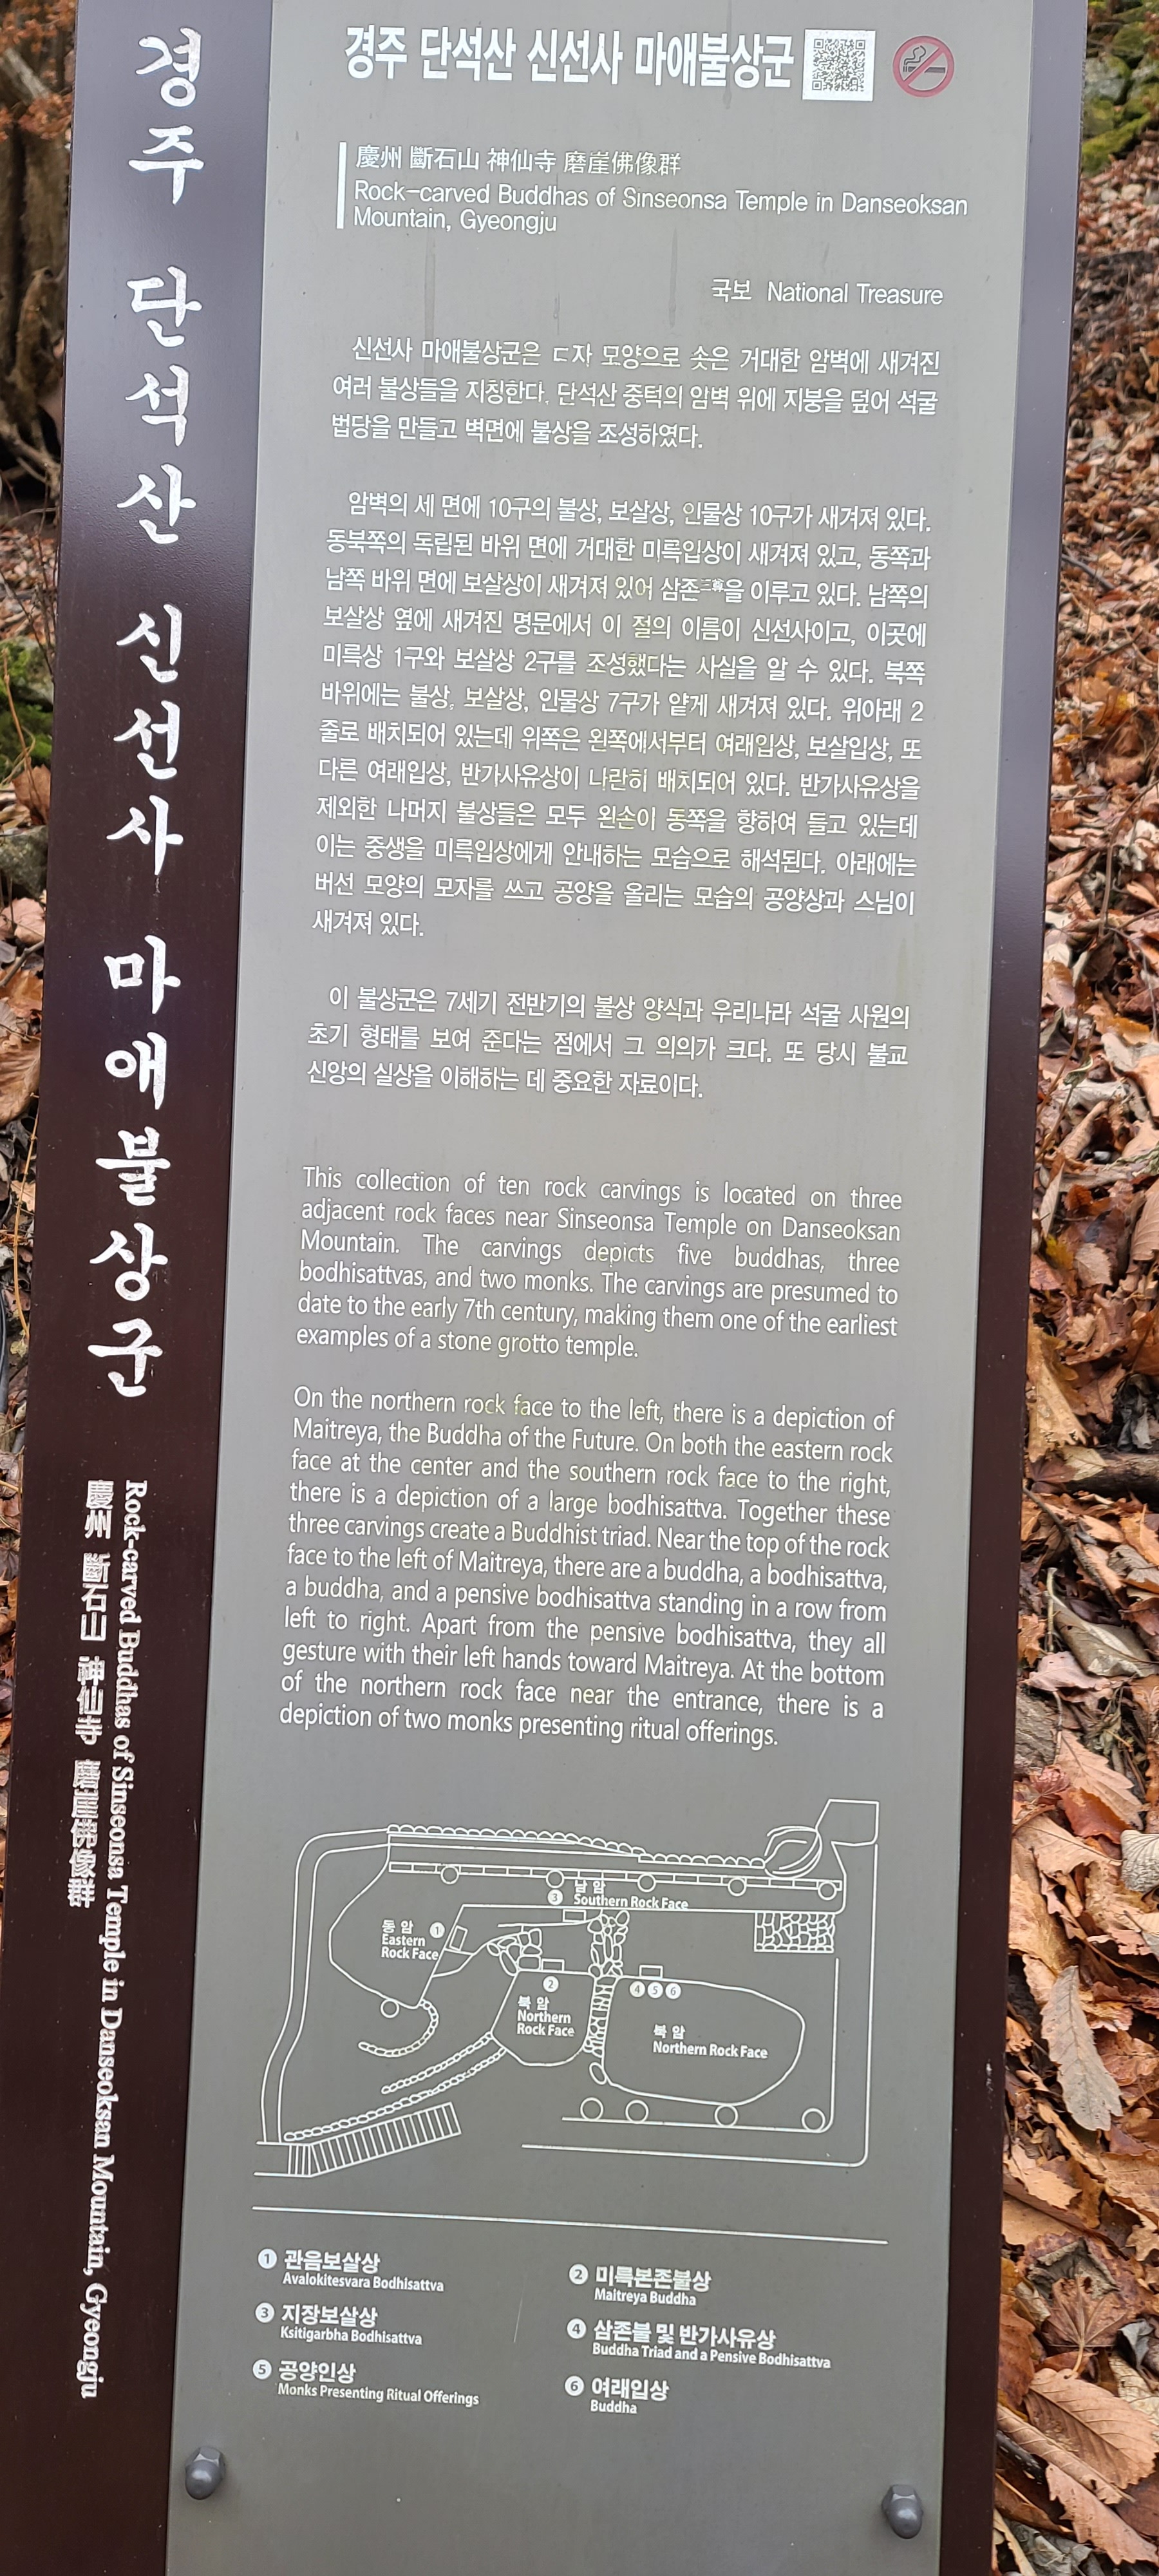 경주 단석산 신선사 마애불상군
慶州 斷石山 神仙寺 磨崖佛像群
Rock-carved Buddhas of Sinseonsa Temple in Danseoksan Mountain, Gyeongju
경주 단석산 신선사 마애불상군
慶州 斷石山 神仙寺 磨崖佛像群
Rock-carved Buddhas of Sinseonsa Temple in Danseoksan
Mountain, Gyeongju
국보 National Treasure
신선사 마애불상군은 ㄷ자 모양으로 솟은 거대한 암벽에 새겨진
여러 불상들을 지칭한다. 단석산 중턱의 암벽 위에 지붕을 덮어 석굴
법당을 만들고 벽면에 불상을 조성하였다.
암벽의 세 면에 10구의 불상, 보살상, 인물상 10구가 새겨져 있다.
동북쪽의 독립된 바위 면에 거대한 미륵입상이 새겨져 있고, 동쪽과
남쪽 바위 면에 보살상이 새겨져 있어 삼존三尊을 이루고 있다. 남쪽의
보살상 옆에 새겨진 명문에서 이 절의 이름이 신선사이고, 이곳에
미륵상 1구와 보살상 2구를 조성했다는 사실을 알 수 있다. 북쪽
바위에는 불상, 보살상, 인물상 7구가 얕게 새겨져 있다. 위아래 2
줄로 배치되어 있는데 위쪽은 왼쪽에서부터 여래입상, 보살입상, 또
다른 여래입상, 반가사유상이 나란히 배치되어 있다. 반가사유상을
제외한 나머지 불상들은 모두 왼손이 동쪽을 향하여 들고 있는데
이는 중생을 미륵입상에게 안내하는 모습으로 해석된다. 아래에는
버선 모양의 모자를 쓰고 공양을 올리는 모습의 공양상과 스님이
새겨져 있다.
이 불상군은 7세기 전반기의 불상 양식과 우리나라 석굴 사원의
초기 형태를 보여 준다는 점에서 그 의의가 크다. 또 당시 불교
신앙의 실상을 이해하는 데 중요한 자료이다.
This collection of ten rock carvings is located on three
adjacent rock faces near Sinseonsa Temple on Danseoksan
Mountain. The carvings depicts five buddhas, three
bodhisattvas, and two monks. The carvings are presumed to
date to the early 7th century, making them one of the earliest
examples of a stone grotto temple.
On the northern rock face to the left, there is a depiction of
Maitreya, the Buddha of the Future. On both the eastern rock
face at the center and the southern rock face to the right,
there is a depiction of a large bodhisattva. Together these
three carvings create a Buddhist triad. Near the top of the rock
face to the left of Maitreya, there are a buddha, a bodhisattva,
a buddha, and a pensive bodhisattva standing in a row from
left to right. Apart from the pensive bodhisattva, they all
gesture with their left hands toward Maitreya. At the bottom
of the northern rock face near the entrance, there is a
depiction of two monks presenting ritual offerings.
3 남 암
Southern Rock Face
동 암 1
Eastern
Rock Face
2
북 암
Northern
Rock Face
4 5 6
북 암
Northern Rock Face
1 관음보살상
Avalokitesvara Bodhisattva
2 미륵본존불상
Maitreya Buddha
3 지장보살상
Ksitigarbha Bodhisattva
4 삼존불 및 반가사유상
Buddha Triad and a Pensive Bodhisattva
5 공양인상
Monks Presenting Ritual Offerings
6 여래입상
Buddha